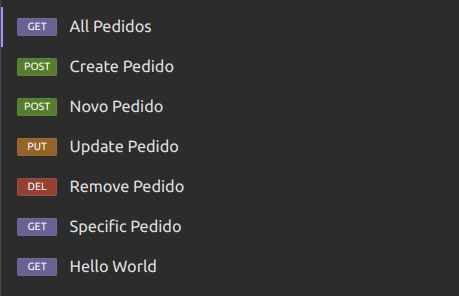 GET All Pedidos
POST Create Pedido
POST Novo Pedido
PUT Update Pedido
DEL Remove Pedido
GET Specific Pedido
GET Hello World